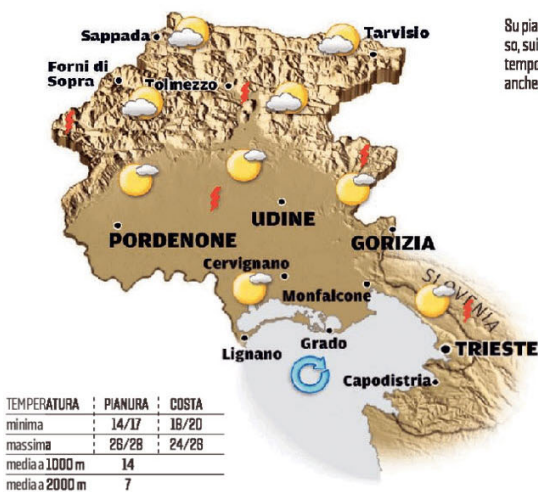 Sappada
Tarvisio
Su pia
so, sui
tempo
anche
Forni di
Sopra
Tolmezzo
UDINE
PORDENONE
GORIZIA
Cervignano
SLOVENIA
Monfalcone
Grado
Lignano
TRIESTE
Capodistria
TEMPERATURA PIANURA COSTA
minima 14/17 18/20
massima 26/28 24/26
media a 1000 m 14
media a 2000 m 7